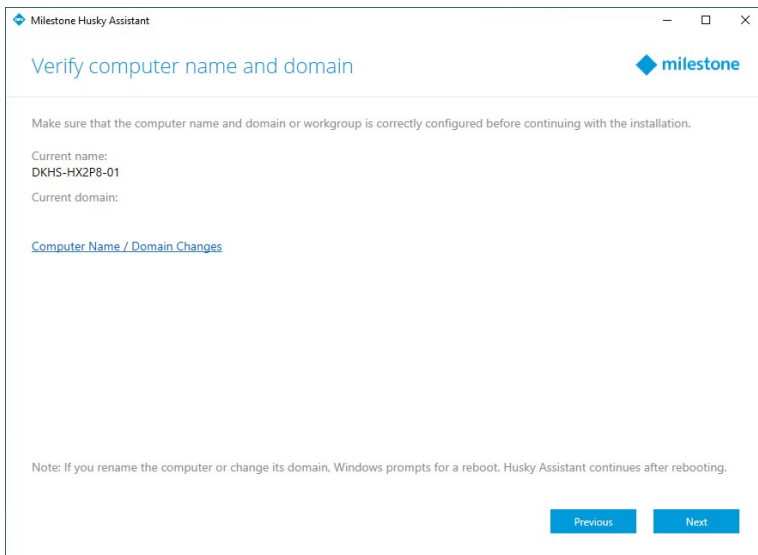 Milestone Husky Assistant
Verify computer name and domain
milestone
Make sure that the computer name and domain or workgroup is correctly configured before continuing with the installation.
Current name:
DKHS-HX2P8-01
Current domain:
Computer Name / Domain Changes
Note: If you rename the computer or change its domain, Windows prompts for a reboot. Husky Assistant continues after rebooting.
Previous
Next